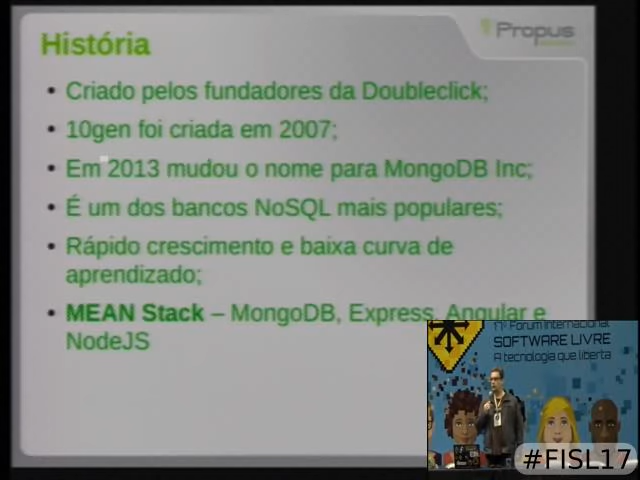 Propus
História
• Criado pelos fundadores da Doubleclick;
• 10gen foi criada em 2007;
• Em 2013 mudou o nome para MongoDB Inc;
• É um dos bancos NoSQL mais populares;
• Rápido crescimento e baixa curva de
aprendizado;
• MEAN Stack – MongoDB, Express, Angular e
NodeJS
17º Forum Internacional
SOFTWARE LIVRE
A tecnologia que liberta
#FISL17